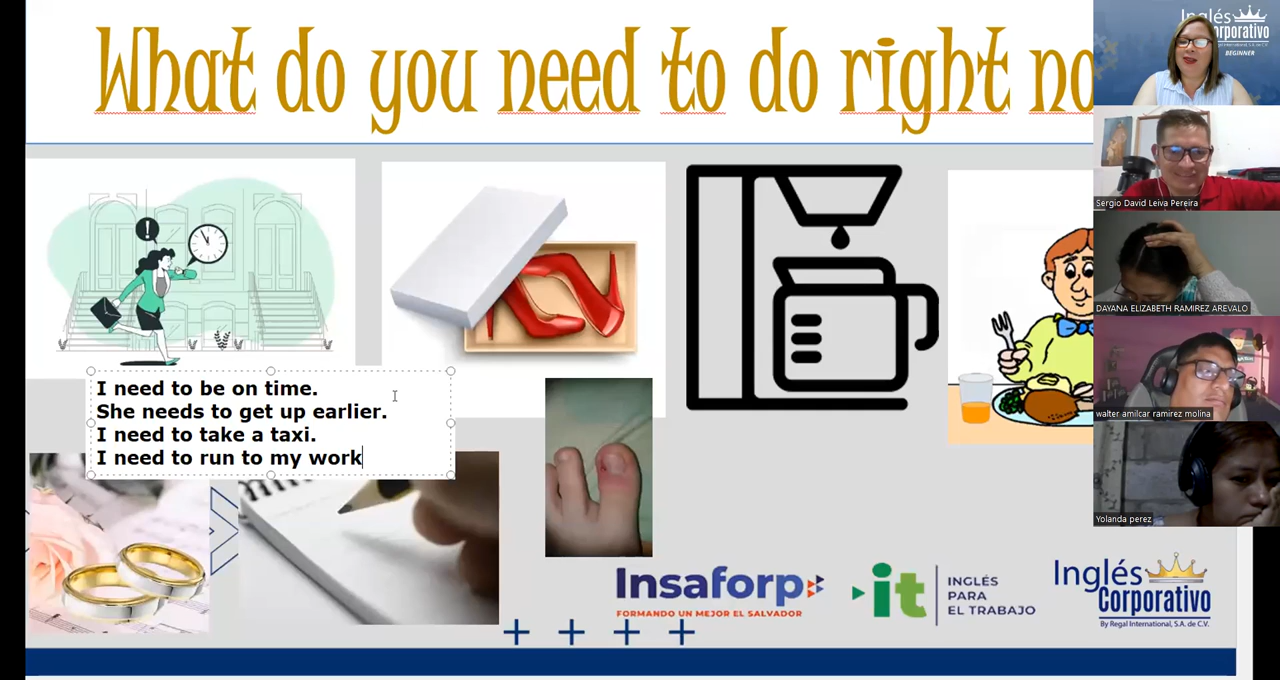 What do you need to do right no
I need to be on time.
She needs to get up earlier.
I need to take a taxi.
I need to run to my work
Insaforp
FORMANDO UN MEJOR EL SALVADOR
it
INGLÉS
PARA
EL TRABAJO
Inglés
Corporativo
By Regal International, S.A. de C.V.
Inglés
Corporativo
BEGINNER
Sergio David Leiva Pereira
DAYANA ELIZABETH RAMIREZ AREVALO
walter amilcar ramirez molina
Yolanda perez